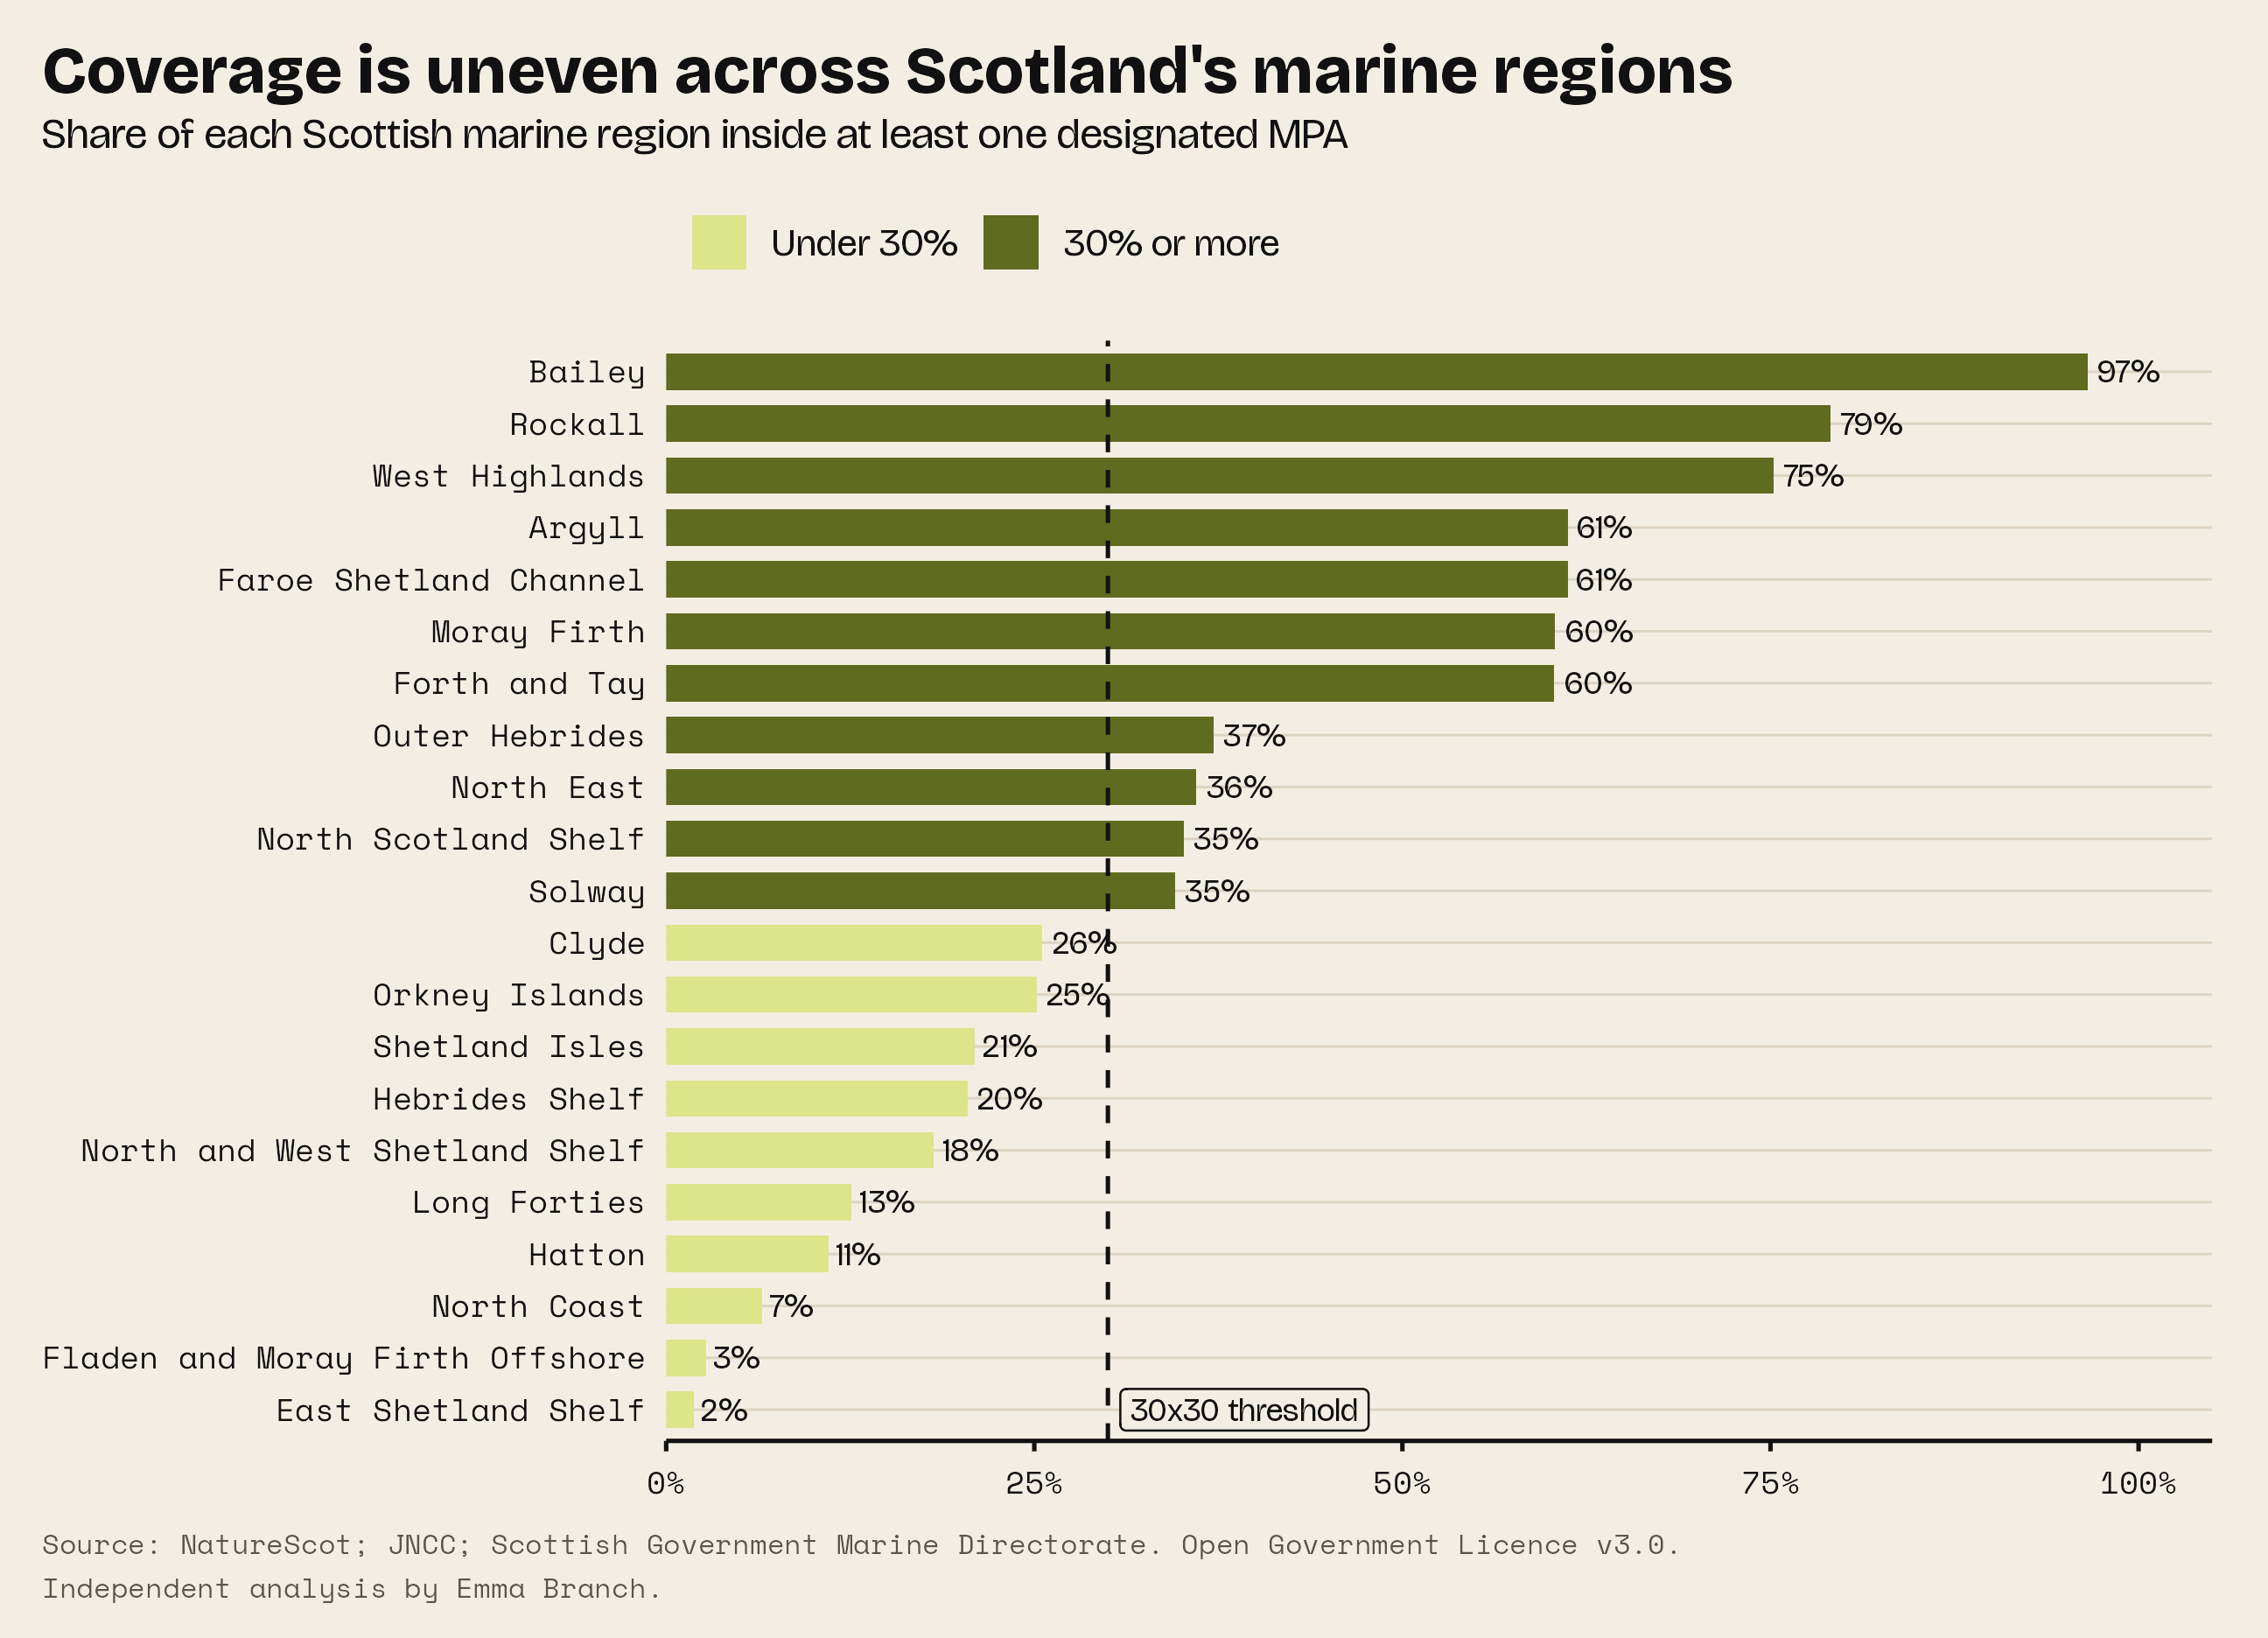 Coverage is uneven across Scotland's marine regions
Share of each Scottish marine region inside at least one designated MPA
Under 30% 30% or more
Bailey 97%
Rockall 79%
West Highlands 75%
Argyll 61%
Faroe Shetland Channel 61%
Moray Firth 60%
Forth and Tay 60%
Outer Hebrides 37%
North East 36%
North Scotland Shelf 35%
Solway 35%
Clyde 26%
Orkney Islands 25%
Shetland Isles 21%
Hebrides Shelf 20%
North and West Shetland Shelf 18%
Long Forties 13%
Hatton 11%
North Coast 7%
Fladen and Moray Firth Offshore 3%
East Shetland Shelf 2% 30x30 threshold
0% 25% 50% 75% 100%
Source: NatureScot; JNCC; Scottish Government Marine Directorate. Open Government Licence v3.0.
Independent analysis by Emma Branch.